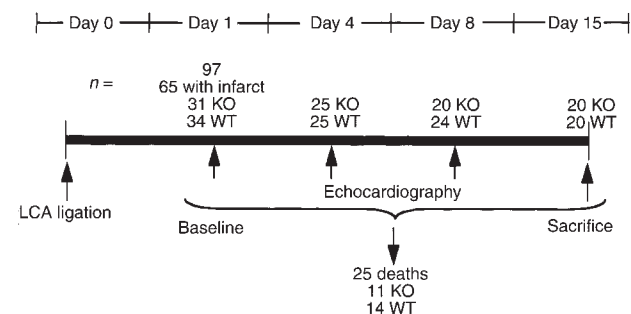 Day 0 Day 1 Day 4 Day 8 Day 15
97
n = 65 with infarct
31 KO 25 KO 20 KO 20 KO
34 WT 25 WT 24 WT 20 WT
Echocardiography
LCA ligation
Baseline Sacrifice
25 deaths
11 KO
14 WT